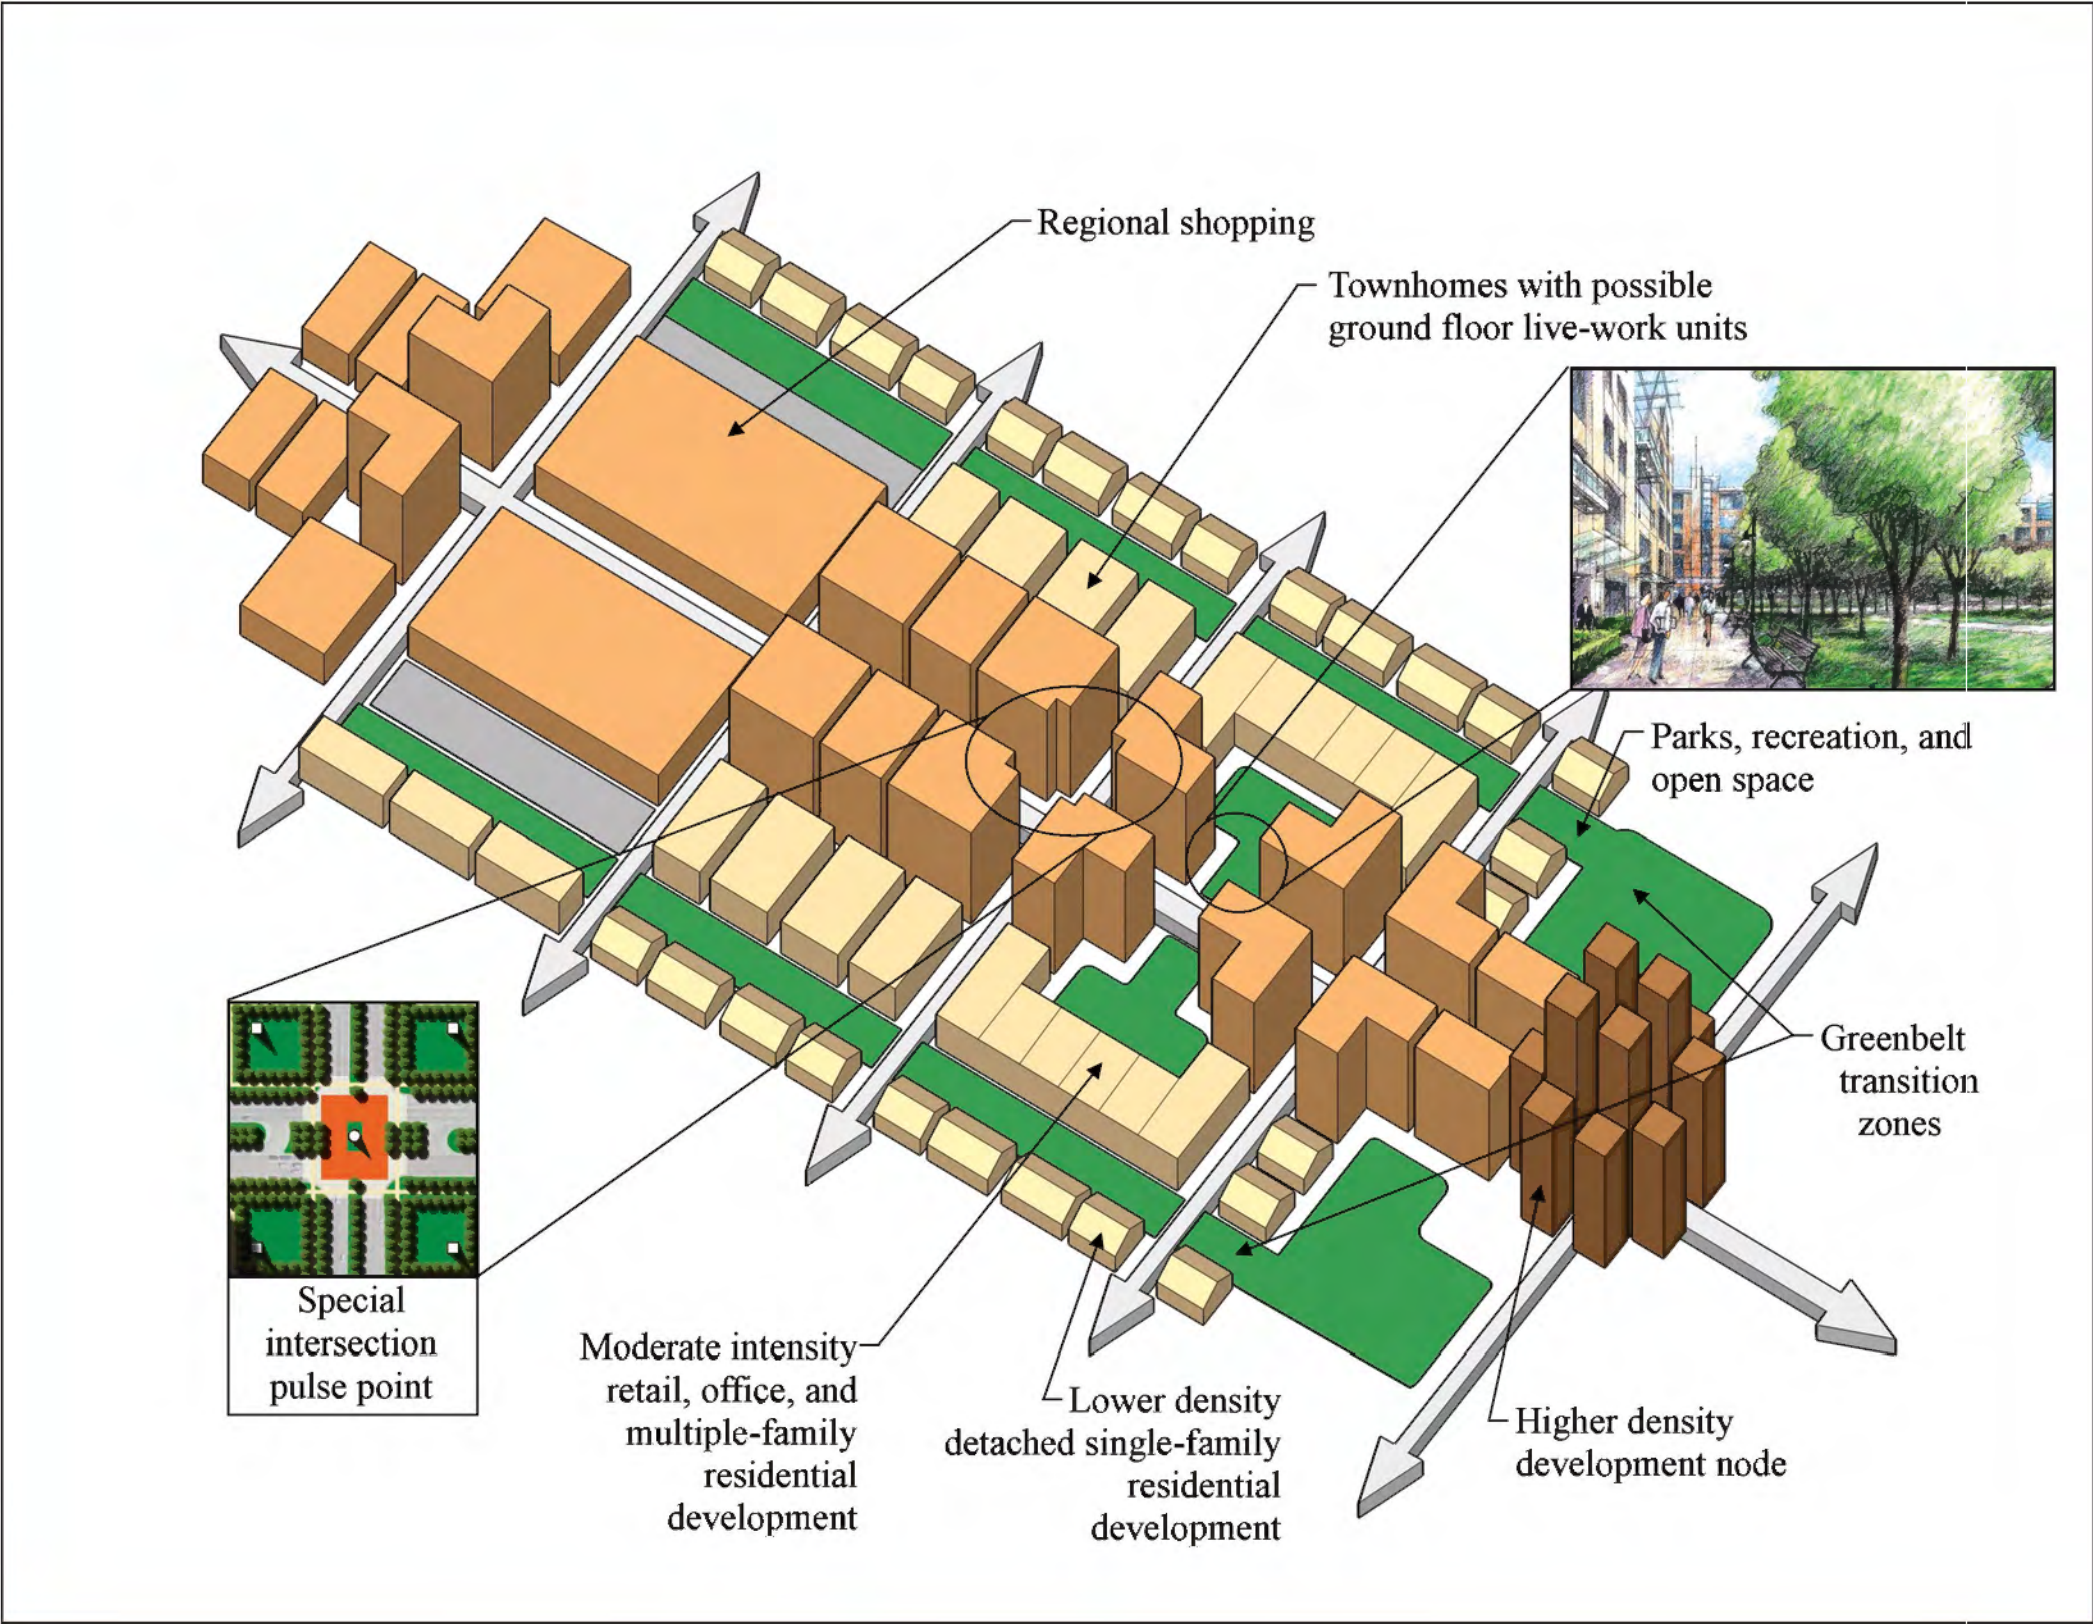 Regional shopping
Townhomes with possible
ground floor live-work units
Parks, recreation, and
open space
Greenbelt
transition
zones
Special
intersection
pulse point
Moderate intensity
retail, office, and
multiple-family
residential
development
Lower density
detached single-family
residential
development
Higher density
development node